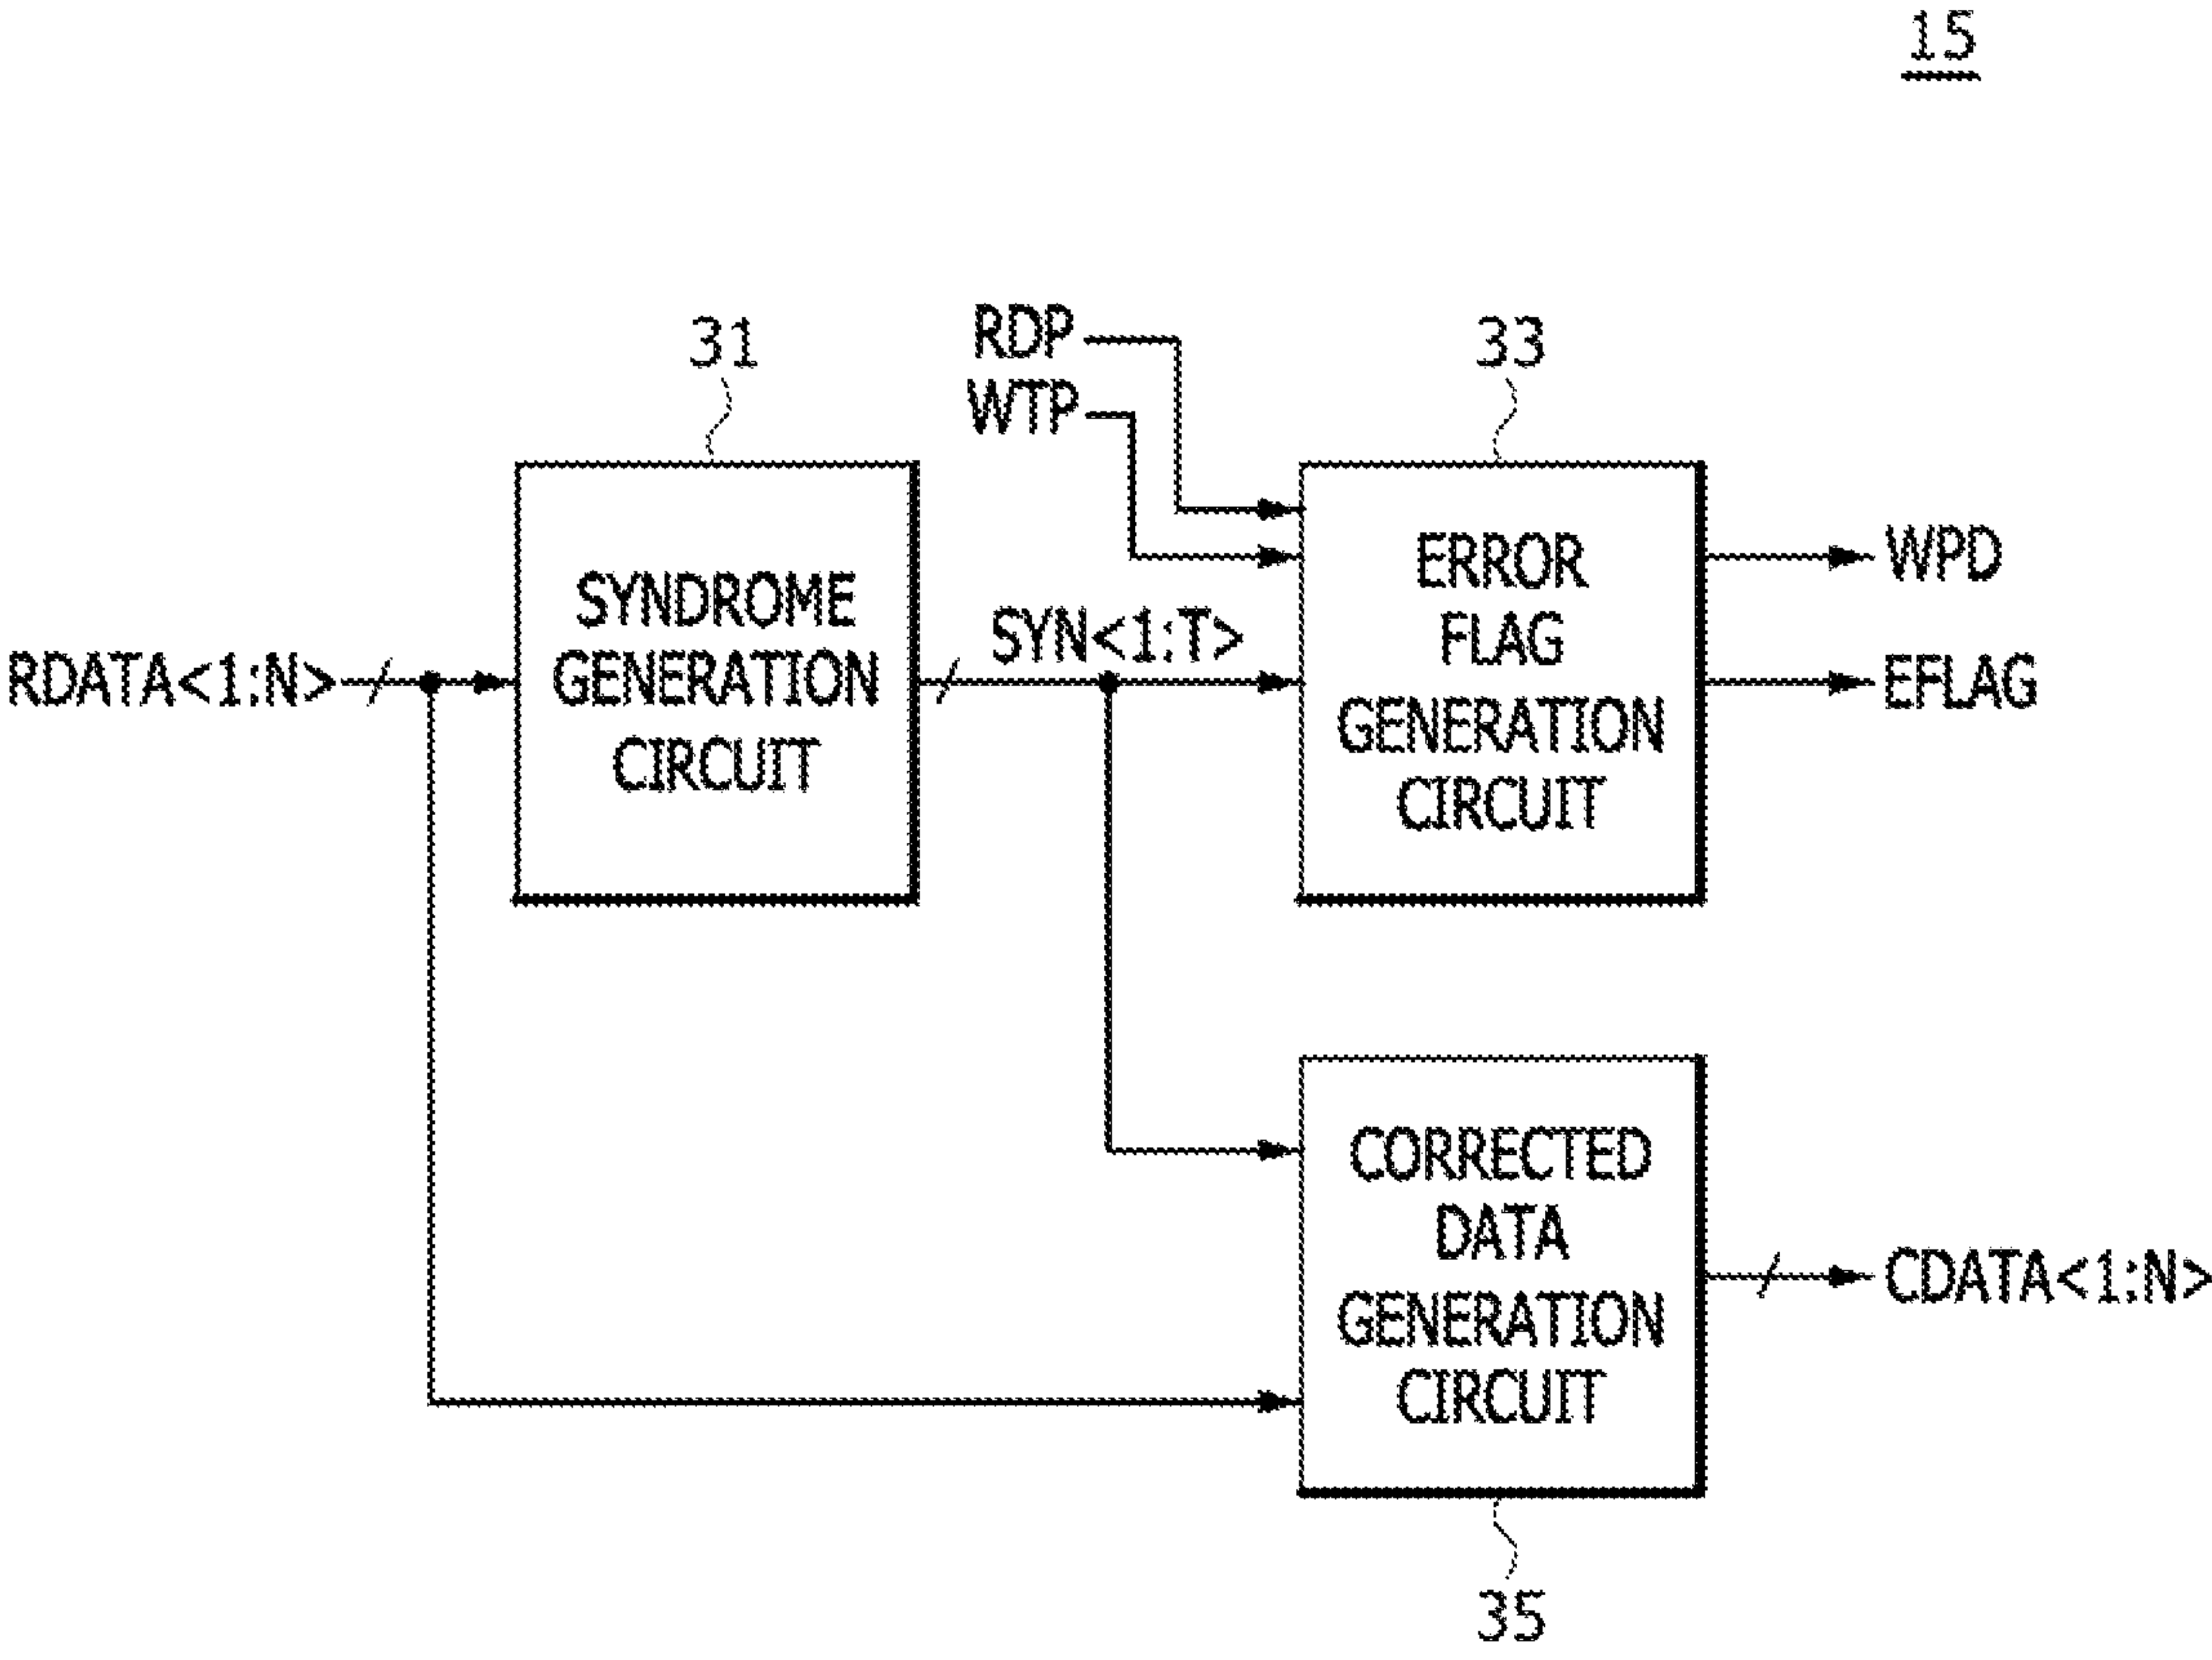 15
31
RDP
WTP
33
SYNDROME
GENERATION
CIRCUIT
RDATA<1:N>
SYN<1:T>
ERROR
FLAG
GENERATION
CIRCUIT
WPD
EFLAG
CORRECTED
DATA
GENERATION
CIRCUIT
CDATA<1:N>
35